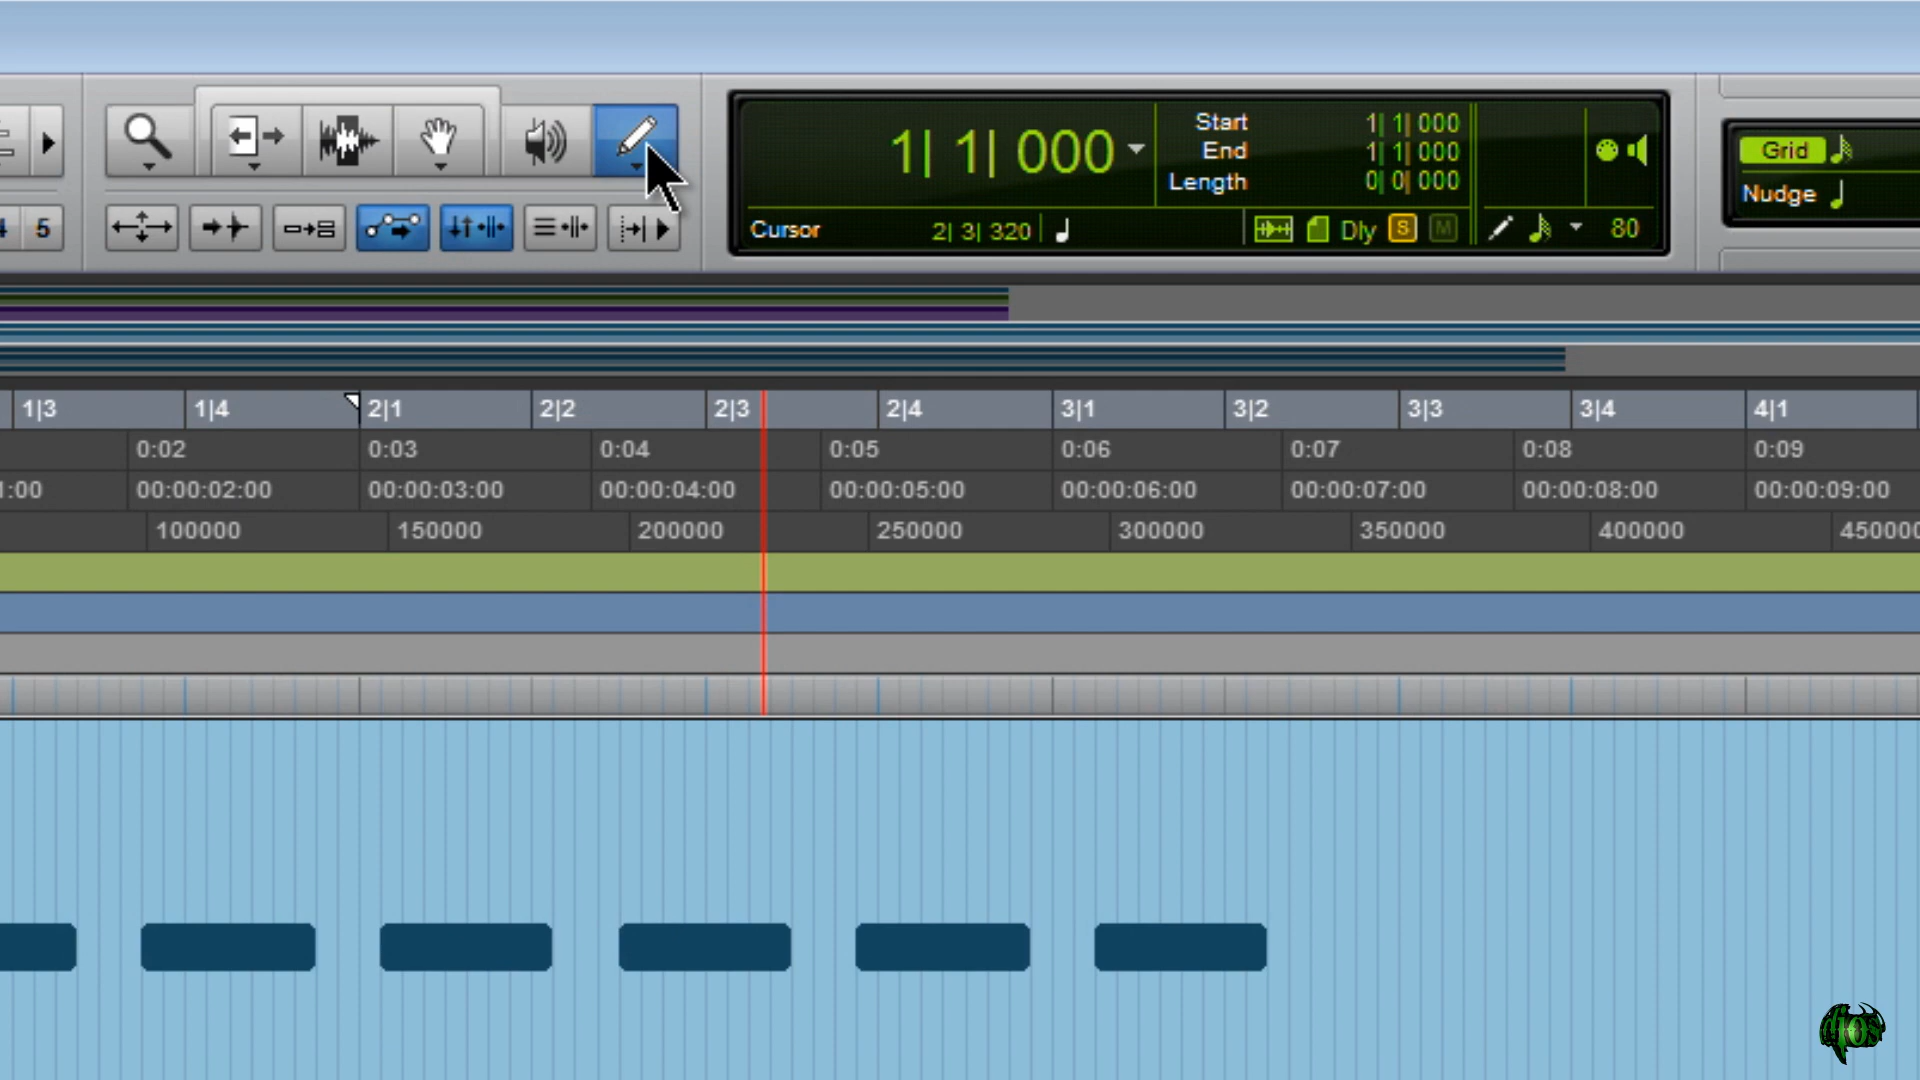 1| 1| 000
Start 1| 1| 000
End 1| 1| 000
Length 0| 0| 000
Grid
Nudge
5
Cursor 2| 3| 320
Dly S M
80
1|3 1|4 2|1 2|2 2|3 2|4 3|1 3|2 3|3 3|4 4|1
0:02 0:03 0:04 0:05 0:06 0:07 0:08 0:09
:00 00:00:02:00 00:00:03:00 00:00:04:00 00:00:05:00 00:00:06:00 00:00:07:00 00:00:08:00 00:00:09:00
100000 150000 200000 250000 300000 350000 400000 450000
djos